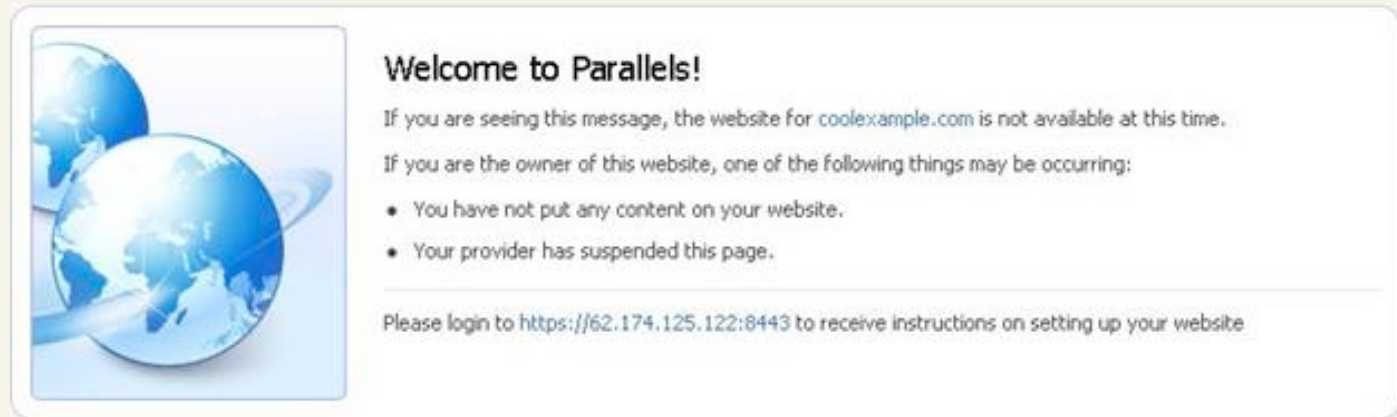 Welcome to Parallels!
If you are seeing this message, the website for coolexample.com is not available at this time.
If you are the owner of this website, one of the following things may be occurring:
• You have not put any content on your website.
• Your provider has suspended this page.
Please login to https://62.174.125.122:8443 to receive instructions on setting up your website